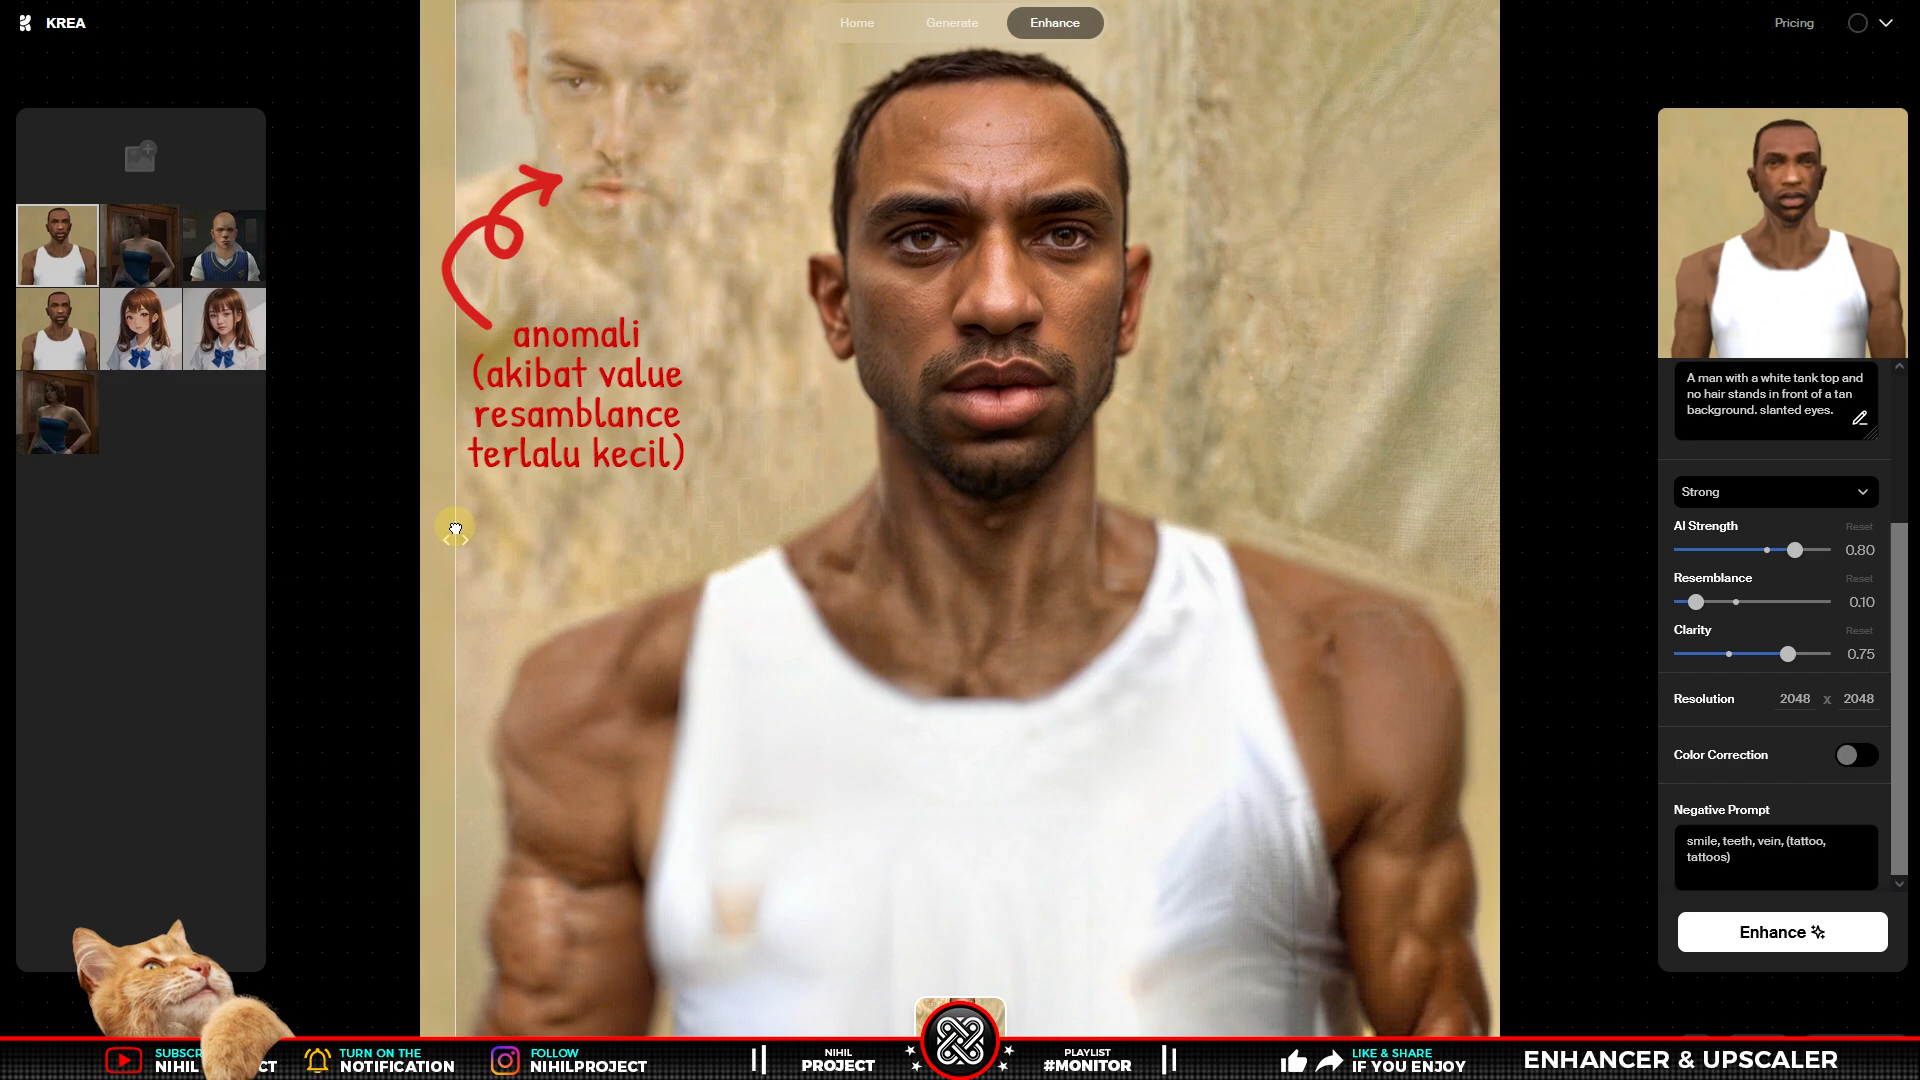 KREA
Home
Generate
Enhance
Pricing
anomali
(akibat value
resamblance
terlalu kecil)
A man with a white tank top and
no hair stands in front of a tan
background. slanted eyes.
Strong
AI Strength
Reset
0.80
Resemblance
Reset
0.10
Clarity
Reset
0.75
Resolution
2048 x 2048
Color Correction
Negative Prompt
smile, teeth, vein, (tattoo,
tattoos)
Enhance
SUBSCR
NIHIL CT
TURN ON THE
NOTIFICATION
FOLLOW
NIHILPROJECT
NIHIL
PROJECT
PLAYLIST
#MONITOR
LIKE & SHARE
IF YOU ENJOY
ENHANCER & UPSCALER